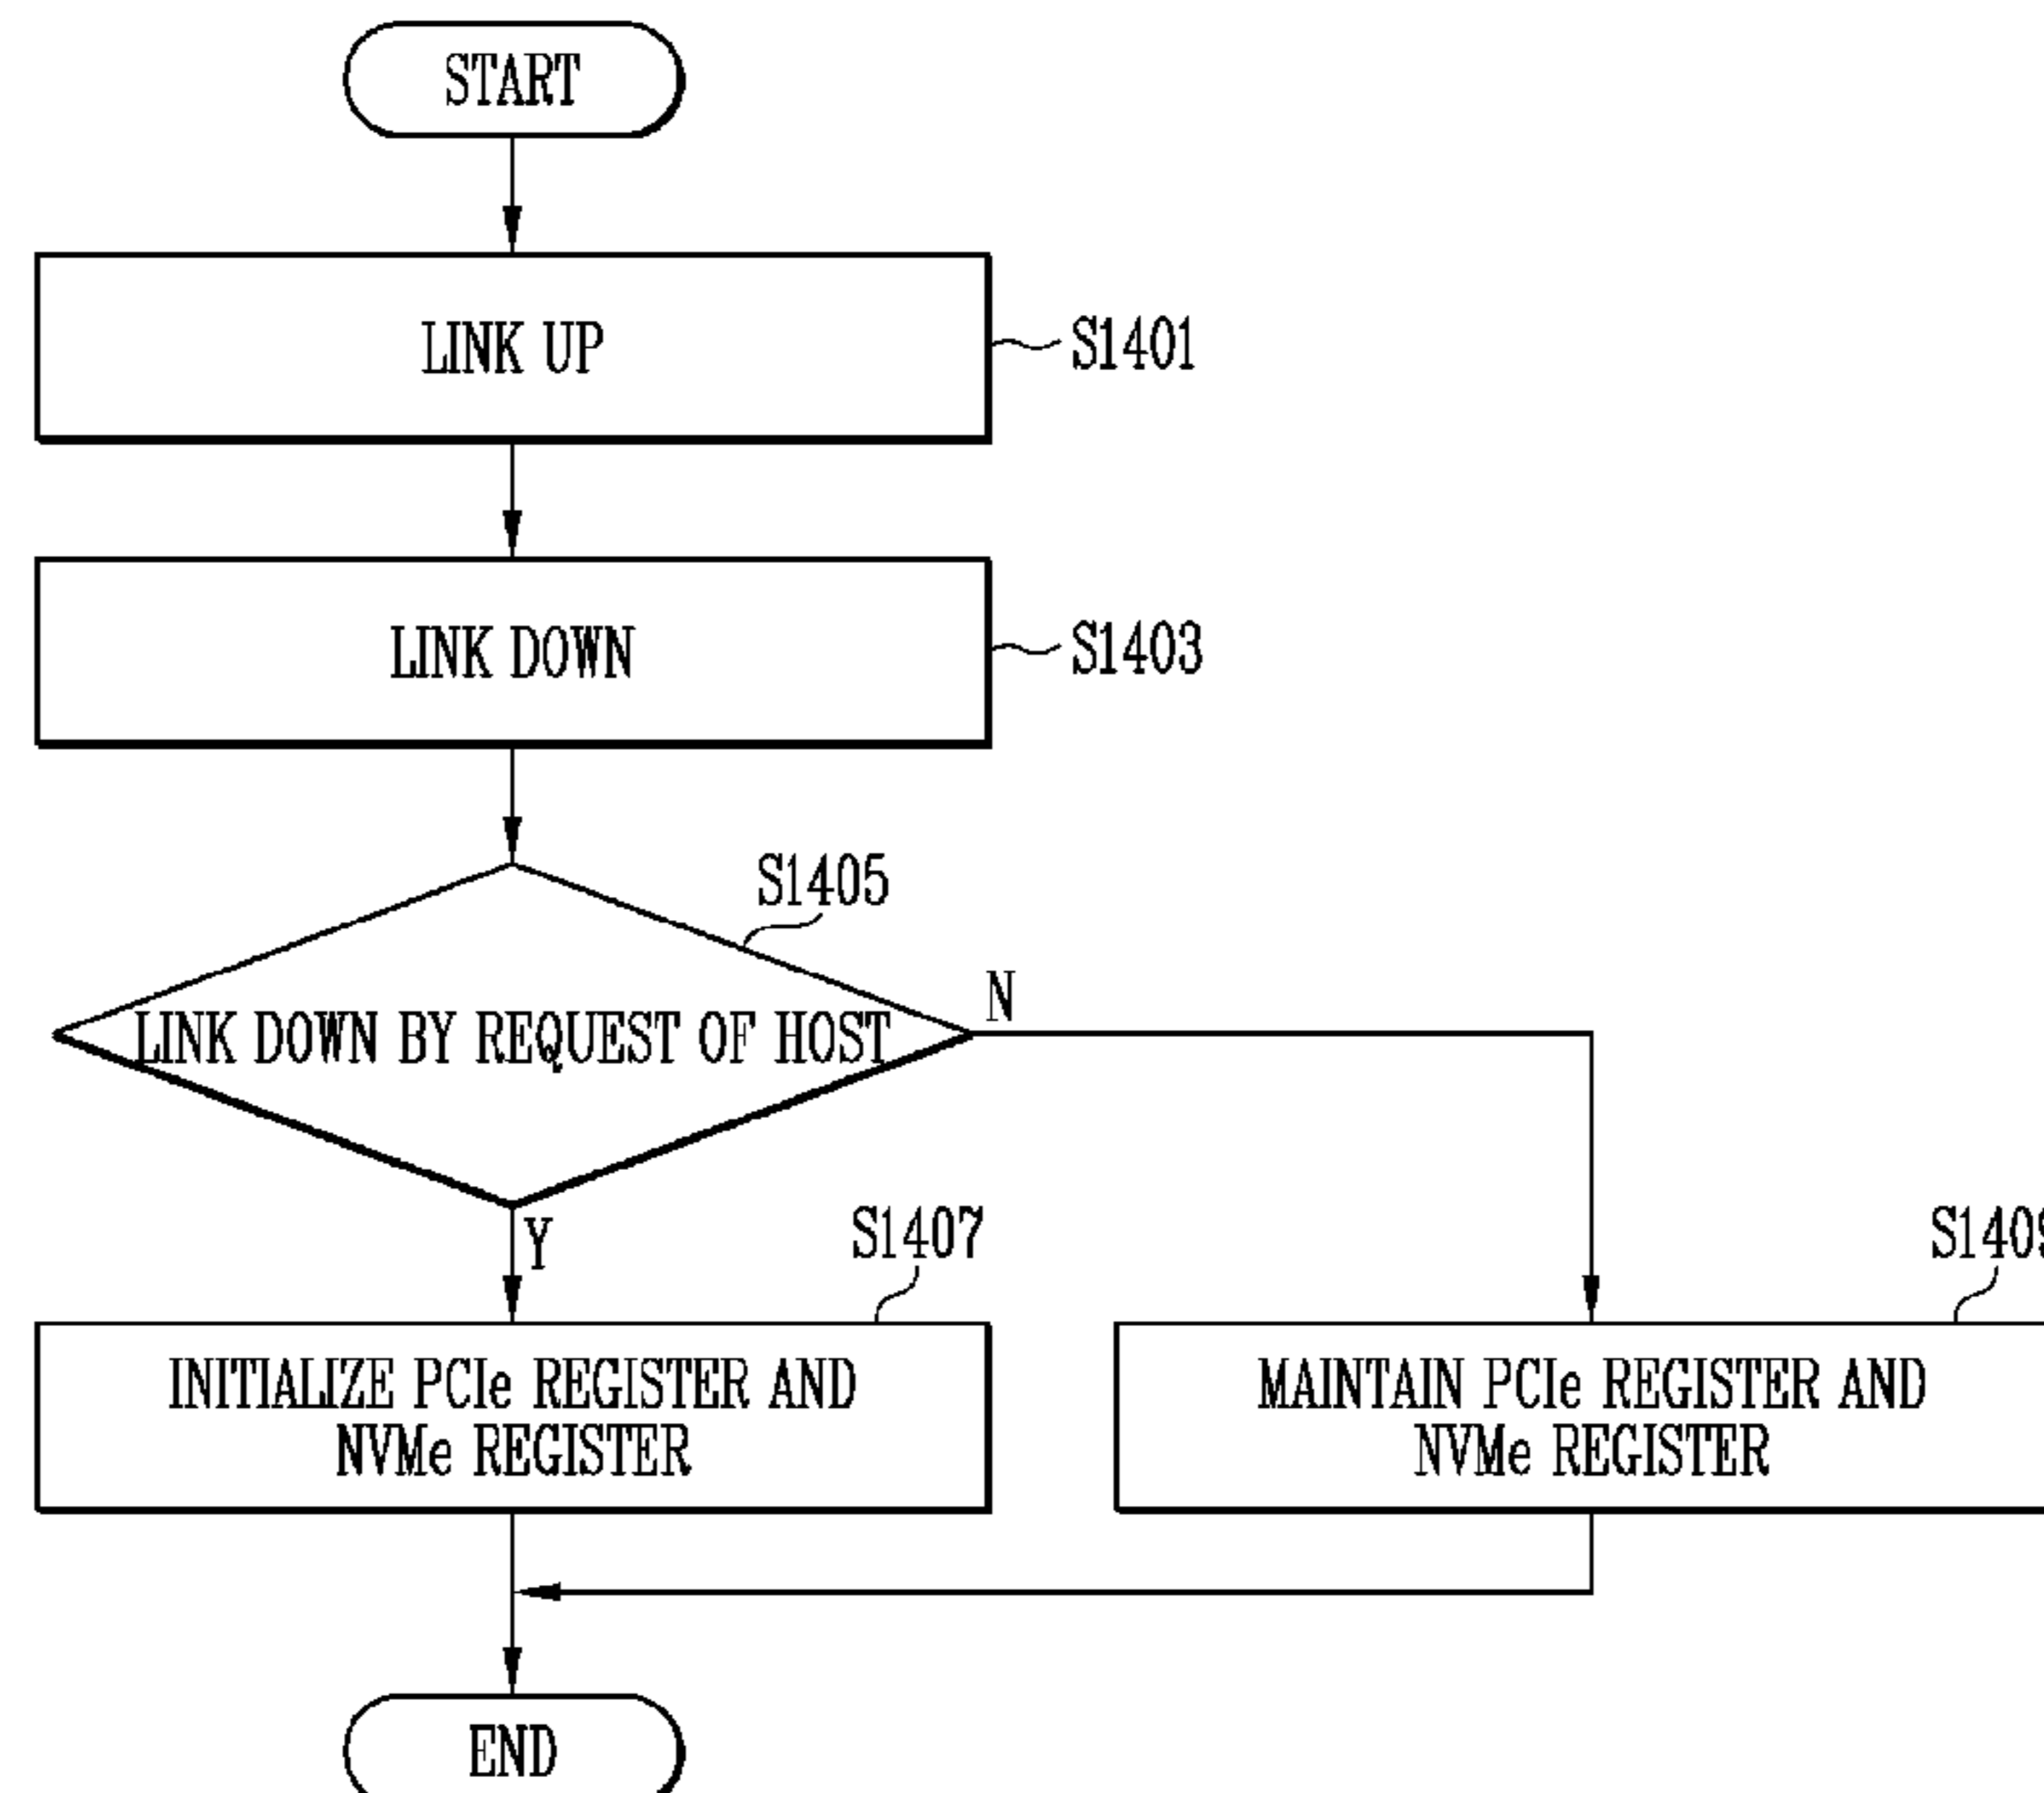 START
LINK UP
S1401
LINK DOWN
S1403
S1405
LINK DOWN BY REQUEST OF HOST
N
Y
S1407
INITIALIZE PCIe REGISTER AND
NVMe REGISTER
S1409
MAINTAIN PCIe REGISTER AND
NVMe REGISTER
END